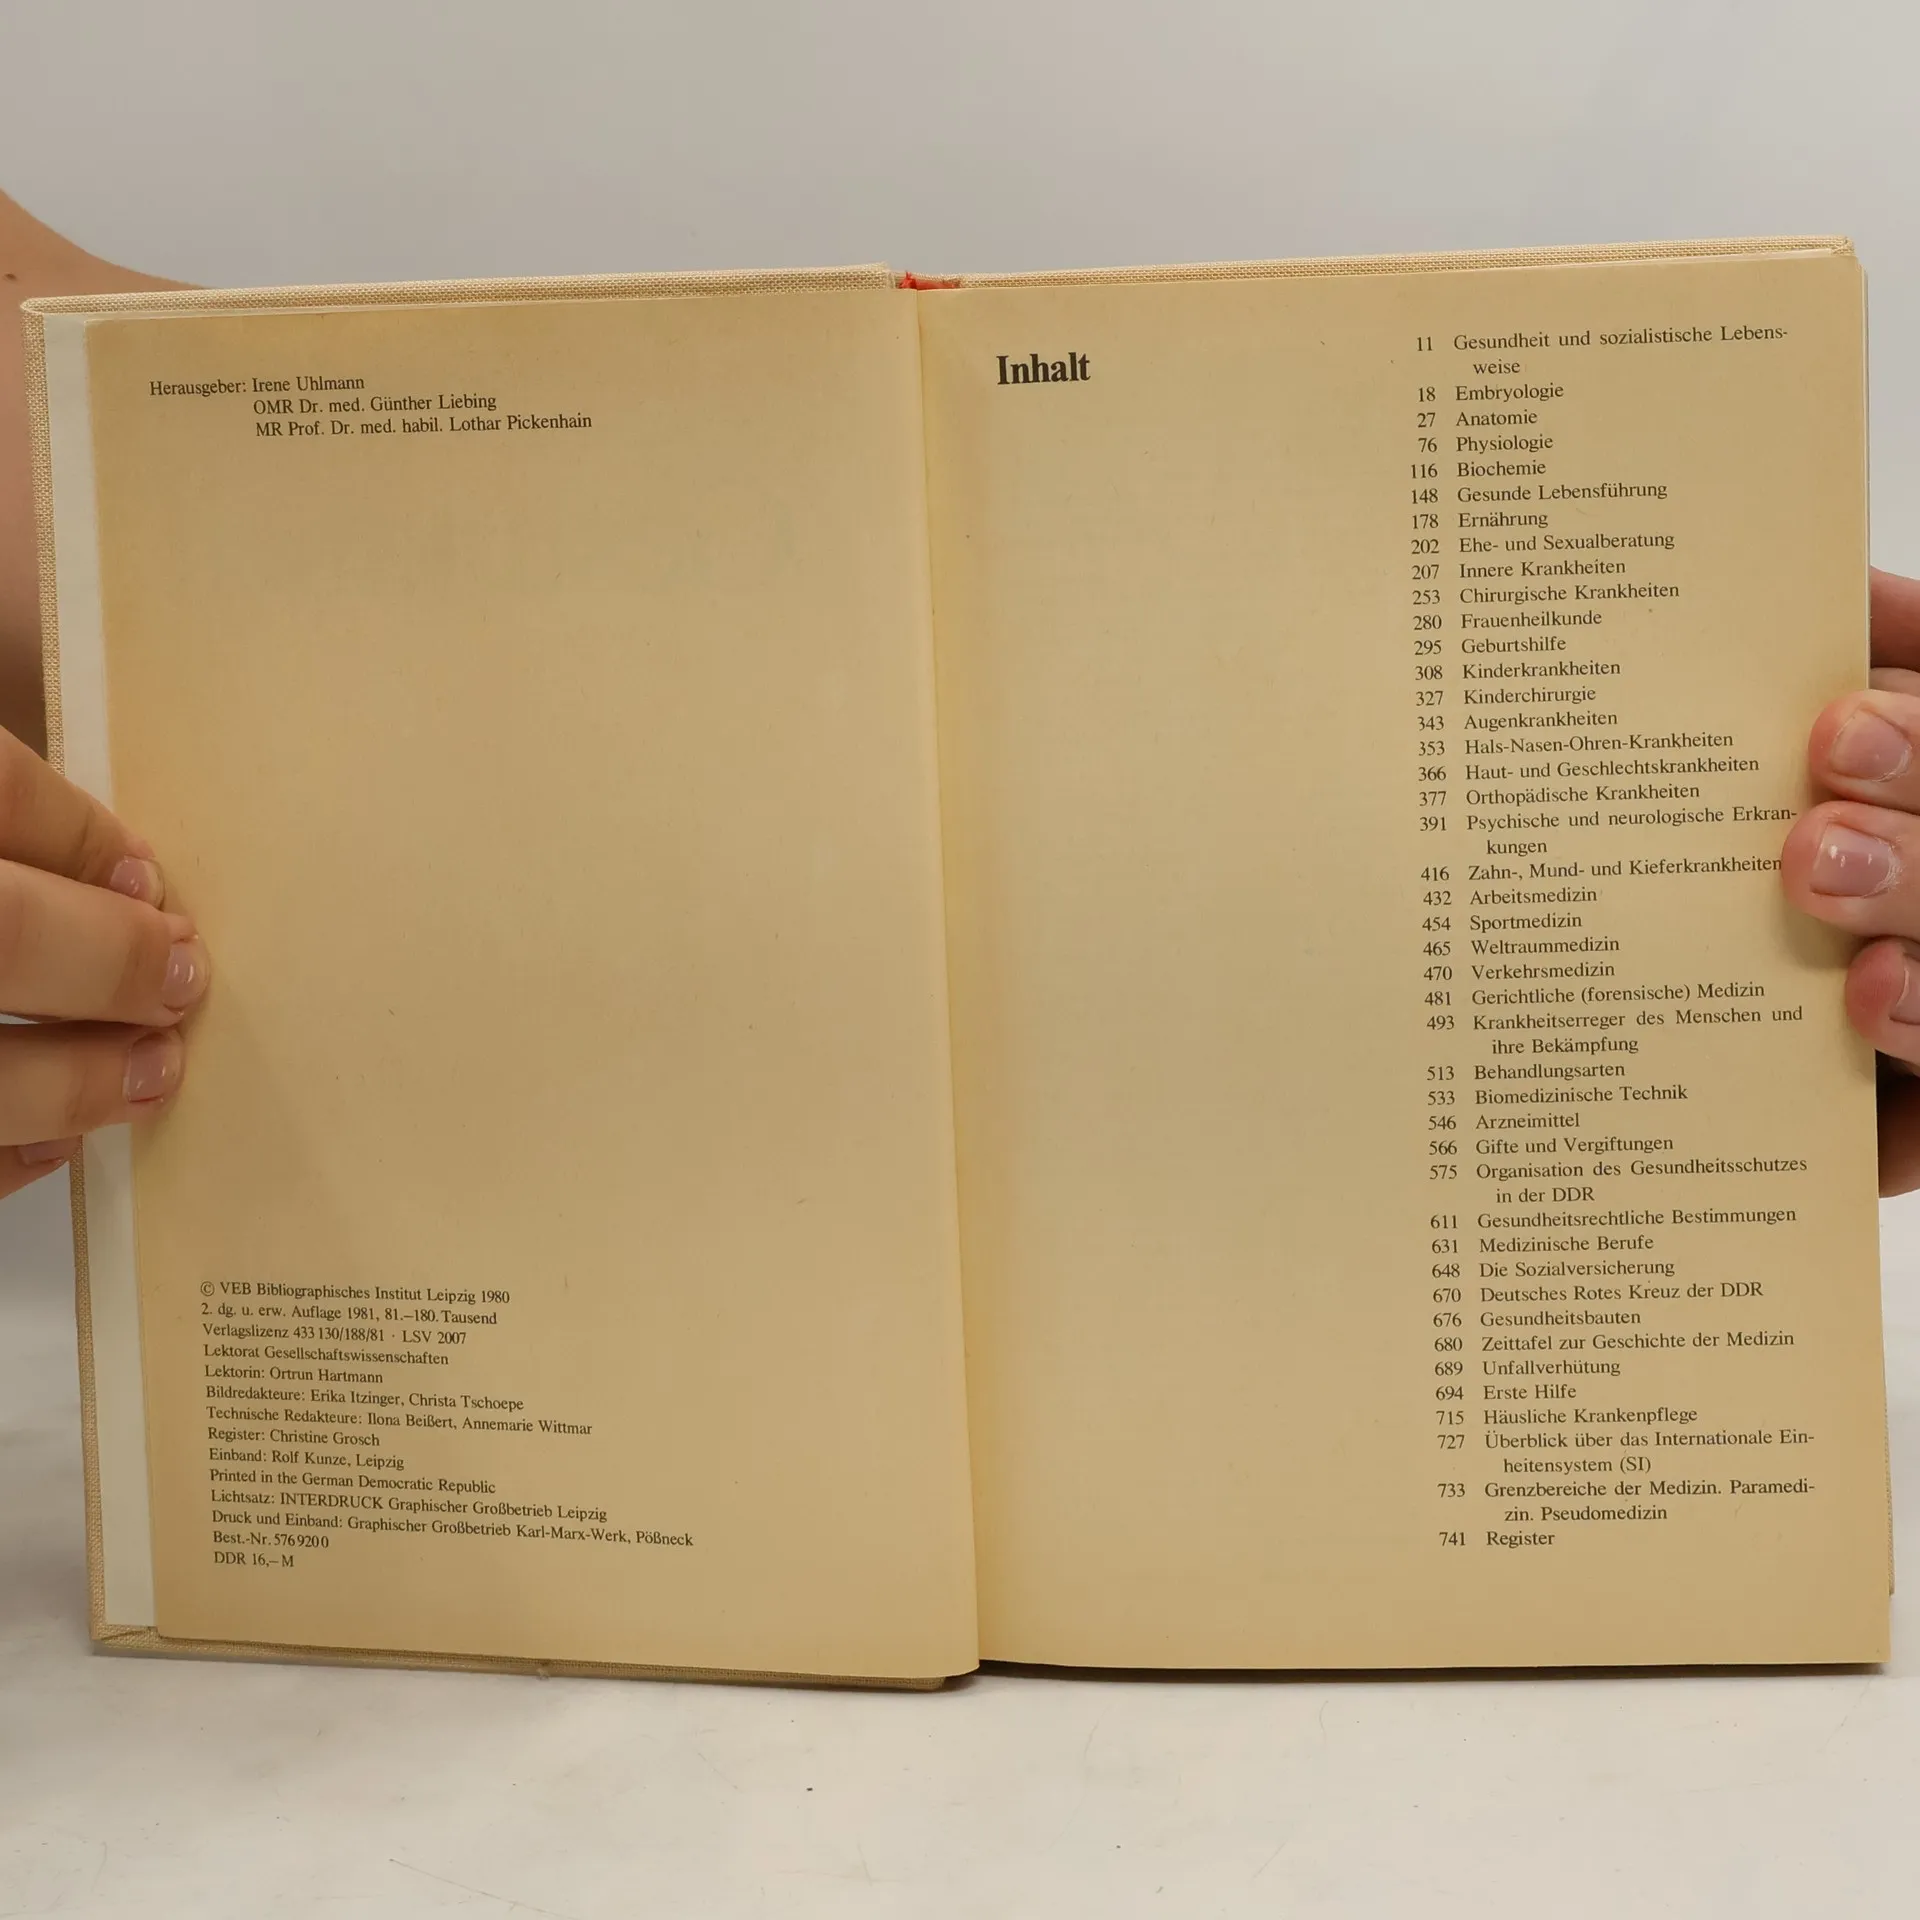 Herausgeber: Irene Uhlmann
OMR Dr. med. Günther Liebing
MR Prof. Dr. med. habil. Lothar Pickenhain
© VEB Bibliographisches Institut Leipzig 1980
2. dg. u. erw. Auflage 1981, 81.–180. Tausend
Verlagslizenz 433 130/188/81 · LSV 2007
Lektorat Gesellschaftswissenschaften
Lektorin: Ortrun Hartmann
Bildredakteure: Erika Itzinger, Christa Tschoepe
Technische Redakteure: Ilona Beißert, Annemarie Wittmar
Register: Christine Grosch
Einband: Rolf Kunze, Leipzig
Printed in the German Democratic Republic
Lichtsatz: INTERDRUCK Graphischer Großbetrieb Leipzig
Druck und Einband: Graphischer Großbetrieb Karl-Marx-Werk, Pößneck
Best.-Nr. 576 920 0
DDR 16,– M
Inhalt
11 Gesundheit und sozialistische Lebens-
weise
18 Embryologie
27 Anatomie
76 Physiologie
116 Biochemie
148 Gesunde Lebensführung
178 Ernährung
202 Ehe- und Sexualberatung
207 Innere Krankheiten
253 Chirurgische Krankheiten
280 Frauenheilkunde
295 Geburtshilfe
308 Kinderkrankheiten
327 Kinderchirurgie
343 Augenkrankheiten
353 Hals-Nasen-Ohren-Krankheiten
366 Haut- und Geschlechtskrankheiten
377 Orthopädische Krankheiten
391 Psychische und neurologische Erkran-
kungen
416 Zahn-, Mund- und Kieferkrankheiten
432 Arbeitsmedizin
454 Sportmedizin
465 Weltraummedizin
470 Verkehrsmedizin
481 Gerichtliche (forensische) Medizin
493 Krankheitserreger des Menschen und
ihre Bekämpfung
513 Behandlungsarten
533 Biomedizinische Technik
546 Arzneimittel
566 Gifte und Vergiftungen
575 Organisation des Gesundheitsschutzes
in der DDR
611 Gesundheitsrechtliche Bestimmungen
631 Medizinische Berufe
648 Die Sozialversicherung
670 Deutsches Rotes Kreuz der DDR
676 Gesundheitsbauten
680 Zeittafel zur Geschichte der Medizin
689 Unfallverhütung
694 Erste Hilfe
715 Häusliche Krankenpflege
727 Überblick über das Internationale Ein-
heitensystem (SI)
733 Grenzbereiche der Medizin. Paramedi-
zin. Pseudomedizin
741 Register